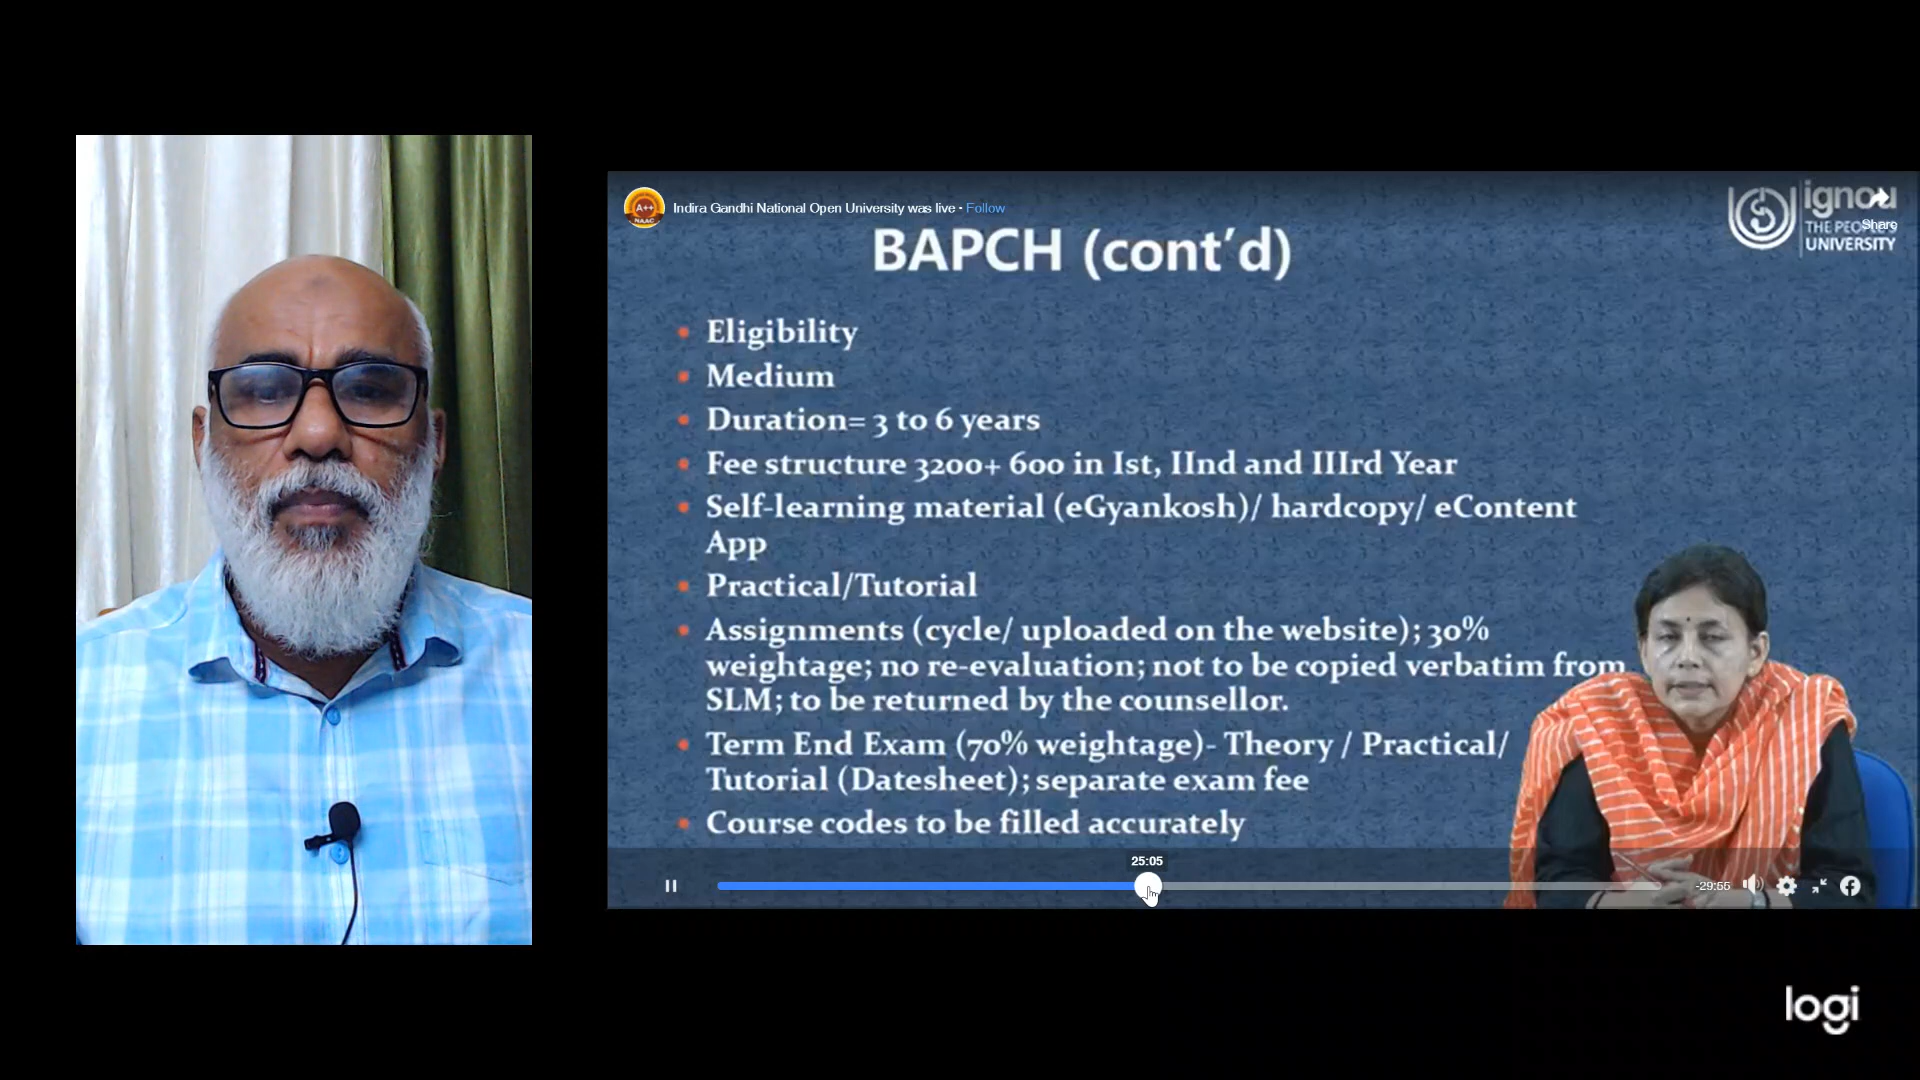 A++
NAAC
Indira Gandhi National Open University was live • Follow
ignou
Share
THE PEOPLE'S
UNIVERSITY
BAPCH (cont'd)
• Eligibility
• Medium
• Duration= 3 to 6 years
• Fee structure 3200+ 600 in Ist, IInd and IIIrd Year
• Self-learning material (eGyankosh)/ hardcopy/ eContent
App
• Practical/Tutorial
• Assignments (cycle/ uploaded on the website); 30%
weightage; no re-evaluation; not to be copied verbatim from
SLM; to be returned by the counsellor.
• Term End Exam (70% weightage)- Theory / Practical/
Tutorial (Datesheet); separate exam fee
• Course codes to be filled accurately
25:05
-29:55
logi